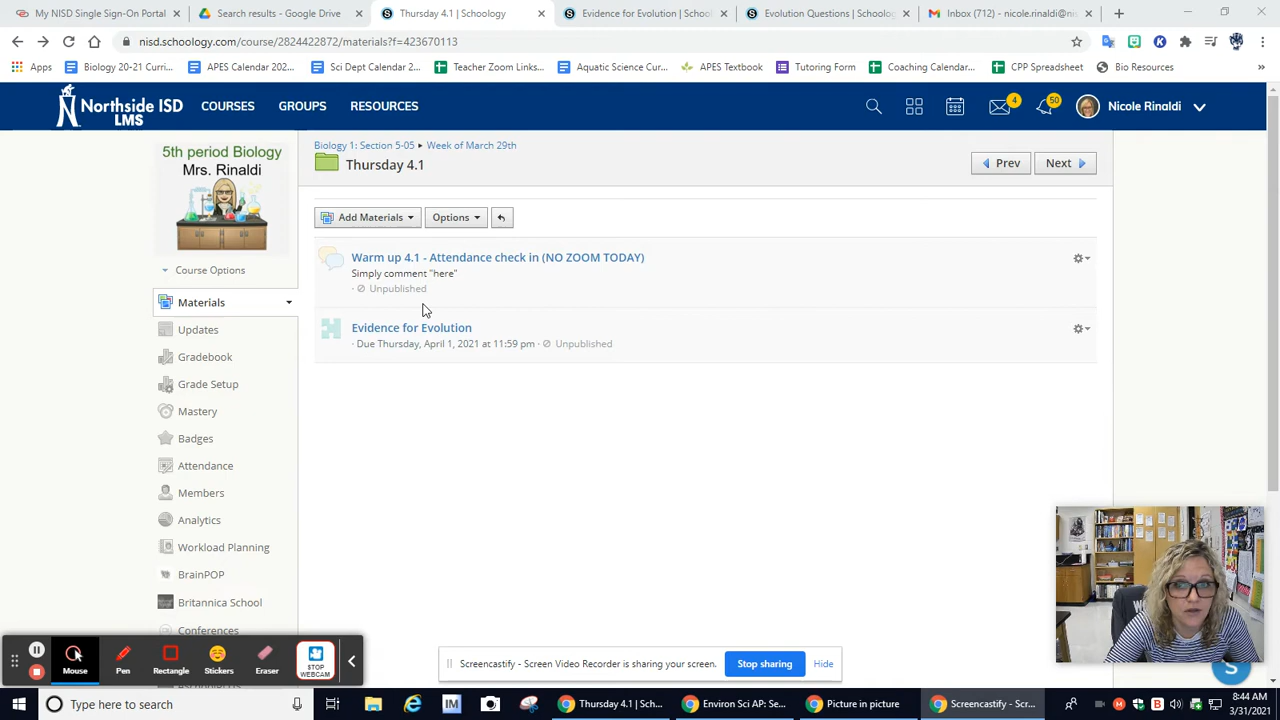 My NISD Single Sign-On Portal
Search results - Google Drive
Thursday 4.1 | Schoology
Evidence for Evolution | School
Evolution Questions | Schoolog
Inbox (712) - nicole.rinaldi@n
nisd.schoology.com/course/2824422872/materials?f=423670113
Apps
Biology 20-21 Curri...
APES Calendar 202...
Sci Dept Calendar 2...
Teacher Zoom Links...
Aquatic Science Cur...
APES Textbook
Tutoring Form
Coaching Calendar...
CPP Spreadsheet
Bio Resources
»
Northside ISD
LMS
COURSES
GROUPS
RESOURCES
4
50
Nicole Rinaldi
5th period Biology
Mrs. Rinaldi
Biology 1: Section 5-05 ▸ Week of March 29th
Thursday 4.1
Prev
Next
Add Materials
Options
Course Options
Warm up 4.1 - Attendance check in (NO ZOOM TODAY)
Simply comment "here"
· Unpublished
Evidence for Evolution
· Due Thursday, April 1, 2021 at 11:59 pm · Unpublished
Materials
Updates
Gradebook
Grade Setup
Mastery
Badges
Attendance
Members
Analytics
Workload Planning
BrainPOP
Britannica School
Conferences
Mouse
Pen
Rectangle
Stickers
Eraser
STOP WEBCAM
Screencastify - Screen Video Recorder is sharing your screen.
Stop sharing
Hide
S
Type here to search
IM
Thursday 4.1 | Sc...
Environ Sci AP: Se...
Picture in picture
Screencastify - Scr...
8:44 AM
3/31/2021